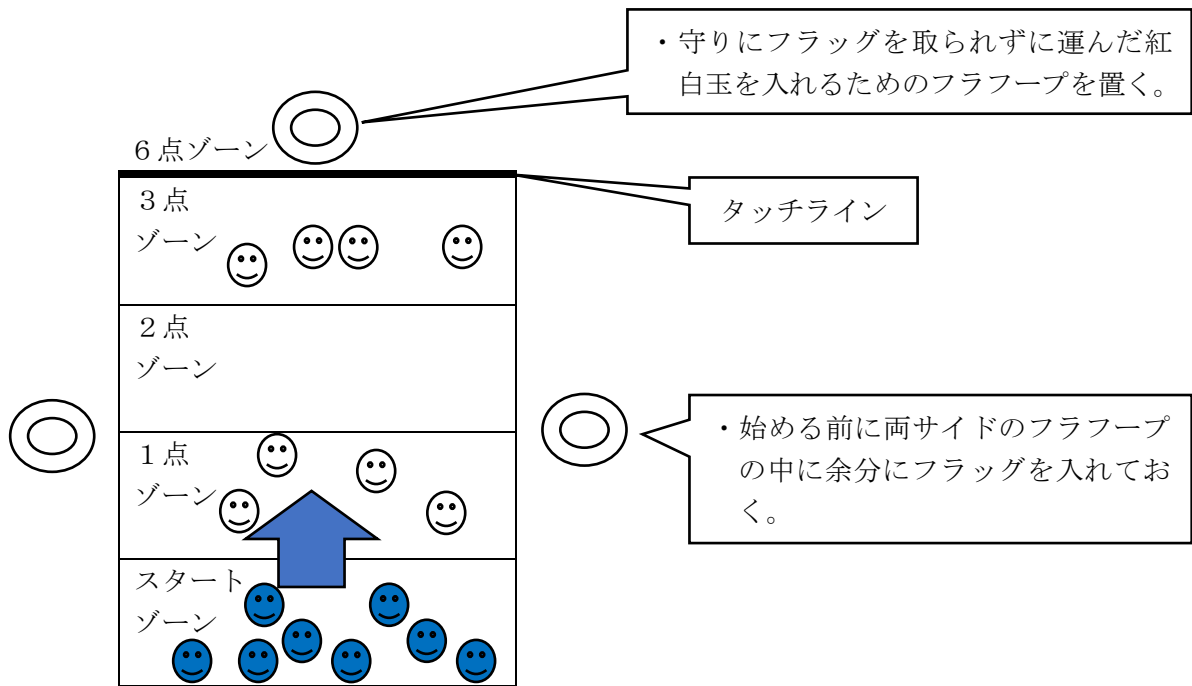 ・守りにフラッグを取られずに運んだ紅
白玉を入れるためのフラフープを置く。
６点ゾーン
タッチライン
３点
ゾーン
２点
ゾーン
・始める前に両サイドのフラフープ
の中に余分にフラッグを入れてお
く。
１点
ゾーン
スタート
ゾーン